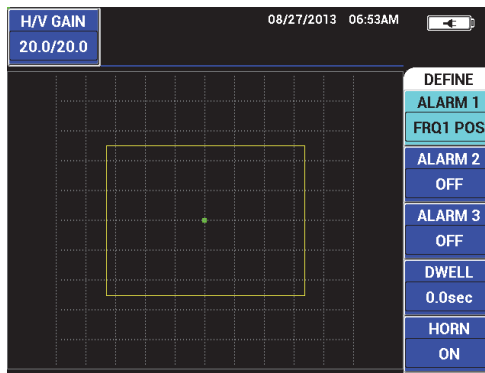 H/V GAIN
20.0/20.0
08/27/2013 06:53AM
DEFINE
ALARM 1
FRQ1 POS
ALARM 2
OFF
ALARM 3
OFF
DWELL
0.0sec
HORN
ON